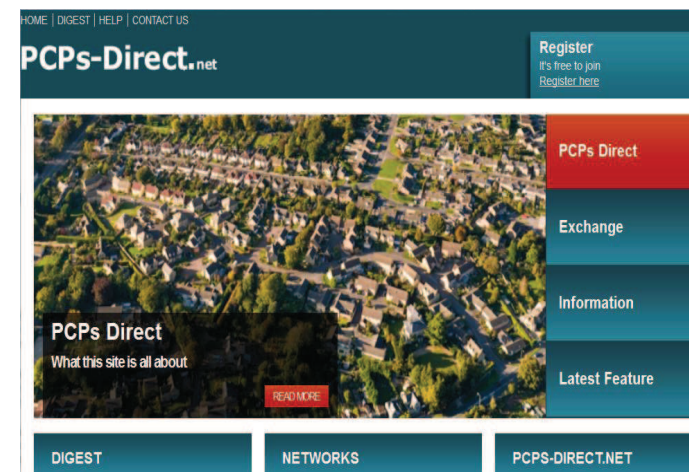 HOME | DIGEST | HELP | CONTACT US
PCPs-Direct.net
Register
It's free to join
Register here
PCPs Direct
Exchange
Information
Latest Feature
PCPs Direct
What this site is all about
READ MORE
DIGEST
NETWORKS
PCPS-DIRECT.NET